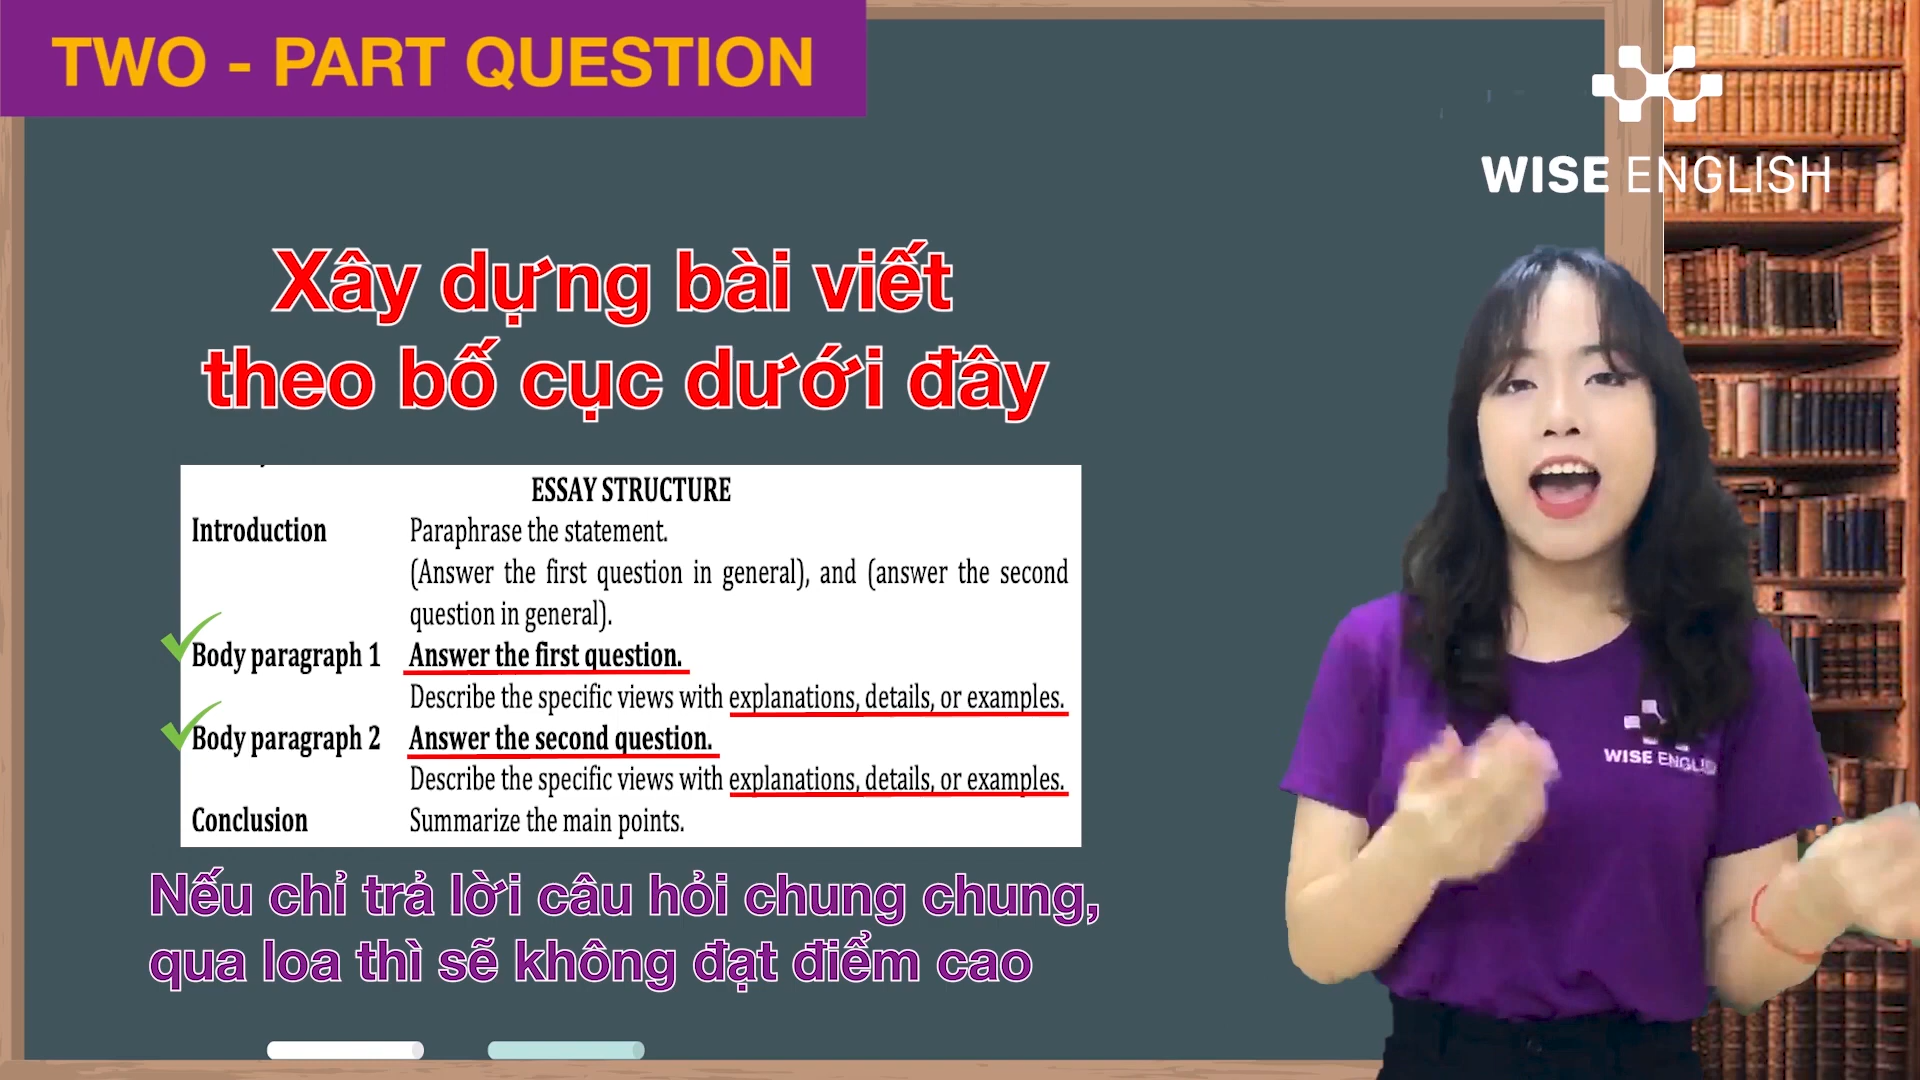 TWO - PART QUESTION
WISE ENGLISH
Xây dựng bài viết
theo bố cục dưới đây
ESSAY STRUCTURE
Introduction Paraphrase the statement.
(Answer the first question in general), and (answer the second
question in general).
Body paragraph 1 Answer the first question.
Describe the specific views with explanations, details, or examples.
Body paragraph 2 Answer the second question.
Describe the specific views with explanations, details, or examples.
Conclusion Summarize the main points.
WISE ENGLISH
Nếu chỉ trả lời câu hỏi chung chung,
qua loa thì sẽ không đạt điểm cao